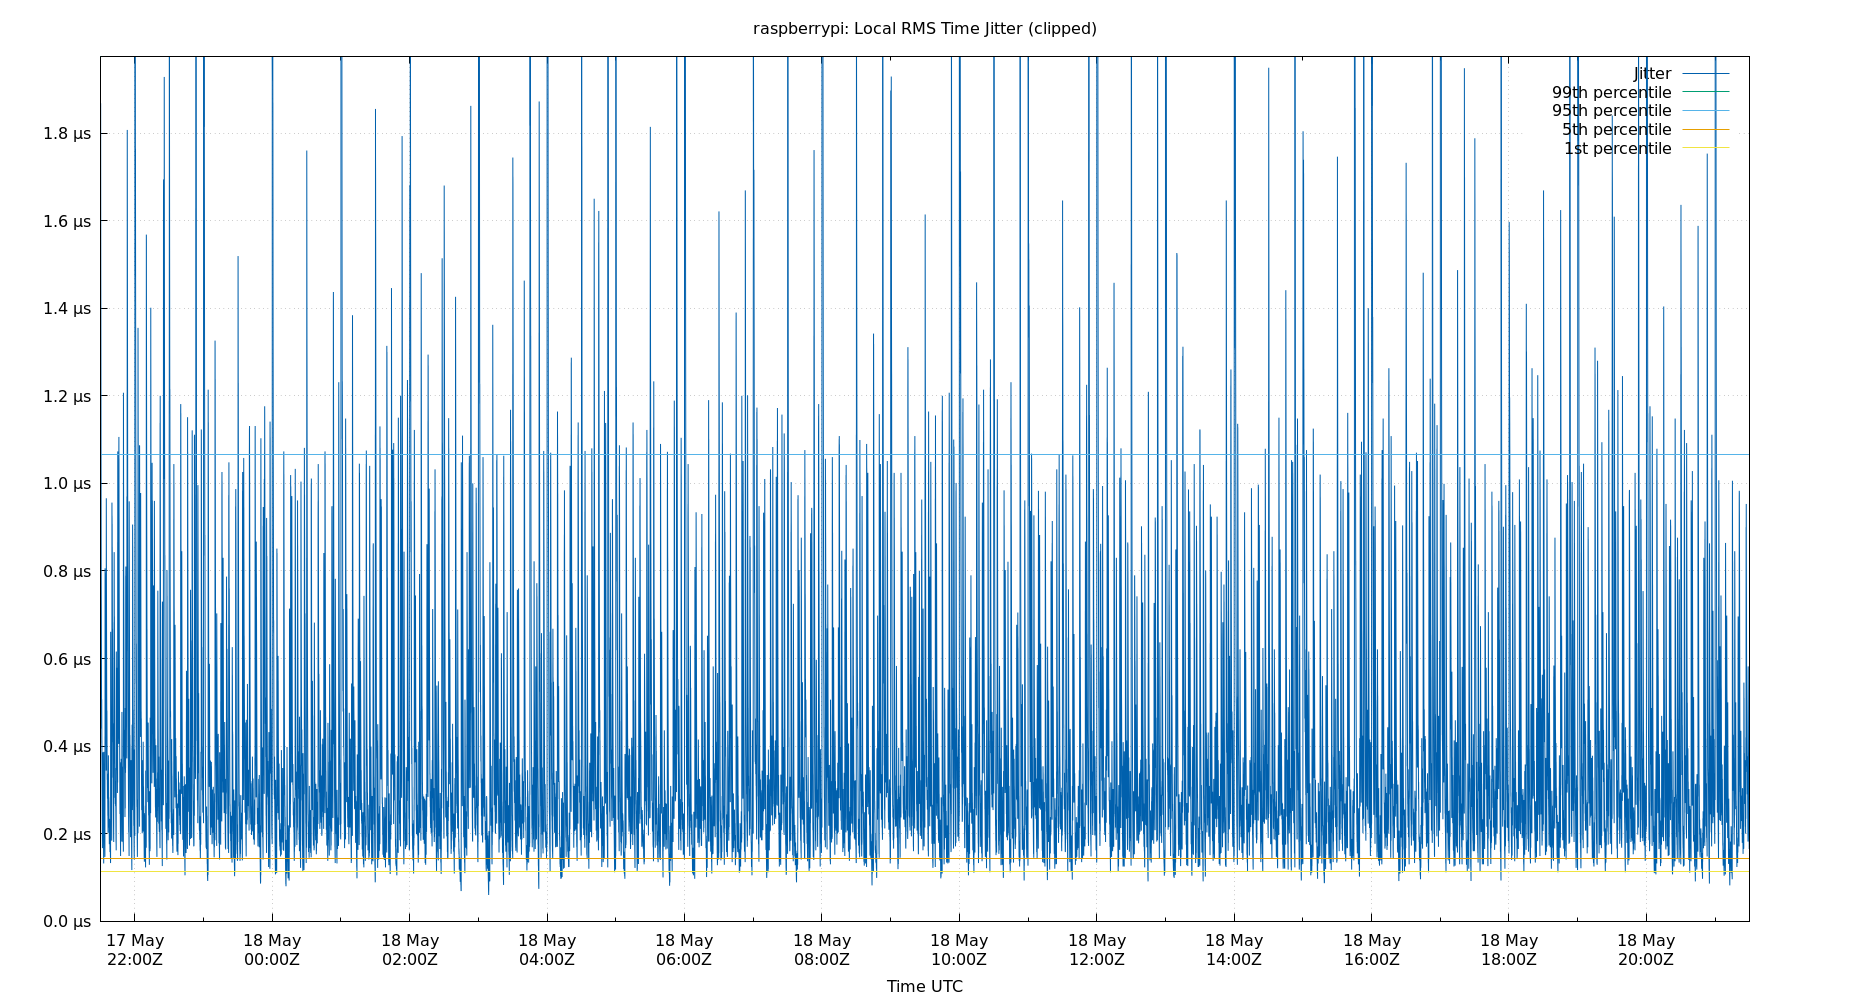 raspberrypi: Local RMS Time Jitter (clipped)
Jitter
99th percentile
95th percentile
5th percentile
1st percentile
1.8 µs
1.6 µs
1.4 µs
1.2 µs
1.0 µs
0.8 µs
0.6 µs
0.4 µs
0.2 µs
0.0 µs
17 May 18 May 18 May 18 May 18 May 18 May 18 May 18 May 18 May 18 May 18 May 18 May
22:00Z 00:00Z 02:00Z 04:00Z 06:00Z 08:00Z 10:00Z 12:00Z 14:00Z 16:00Z 18:00Z 20:00Z
Time UTC